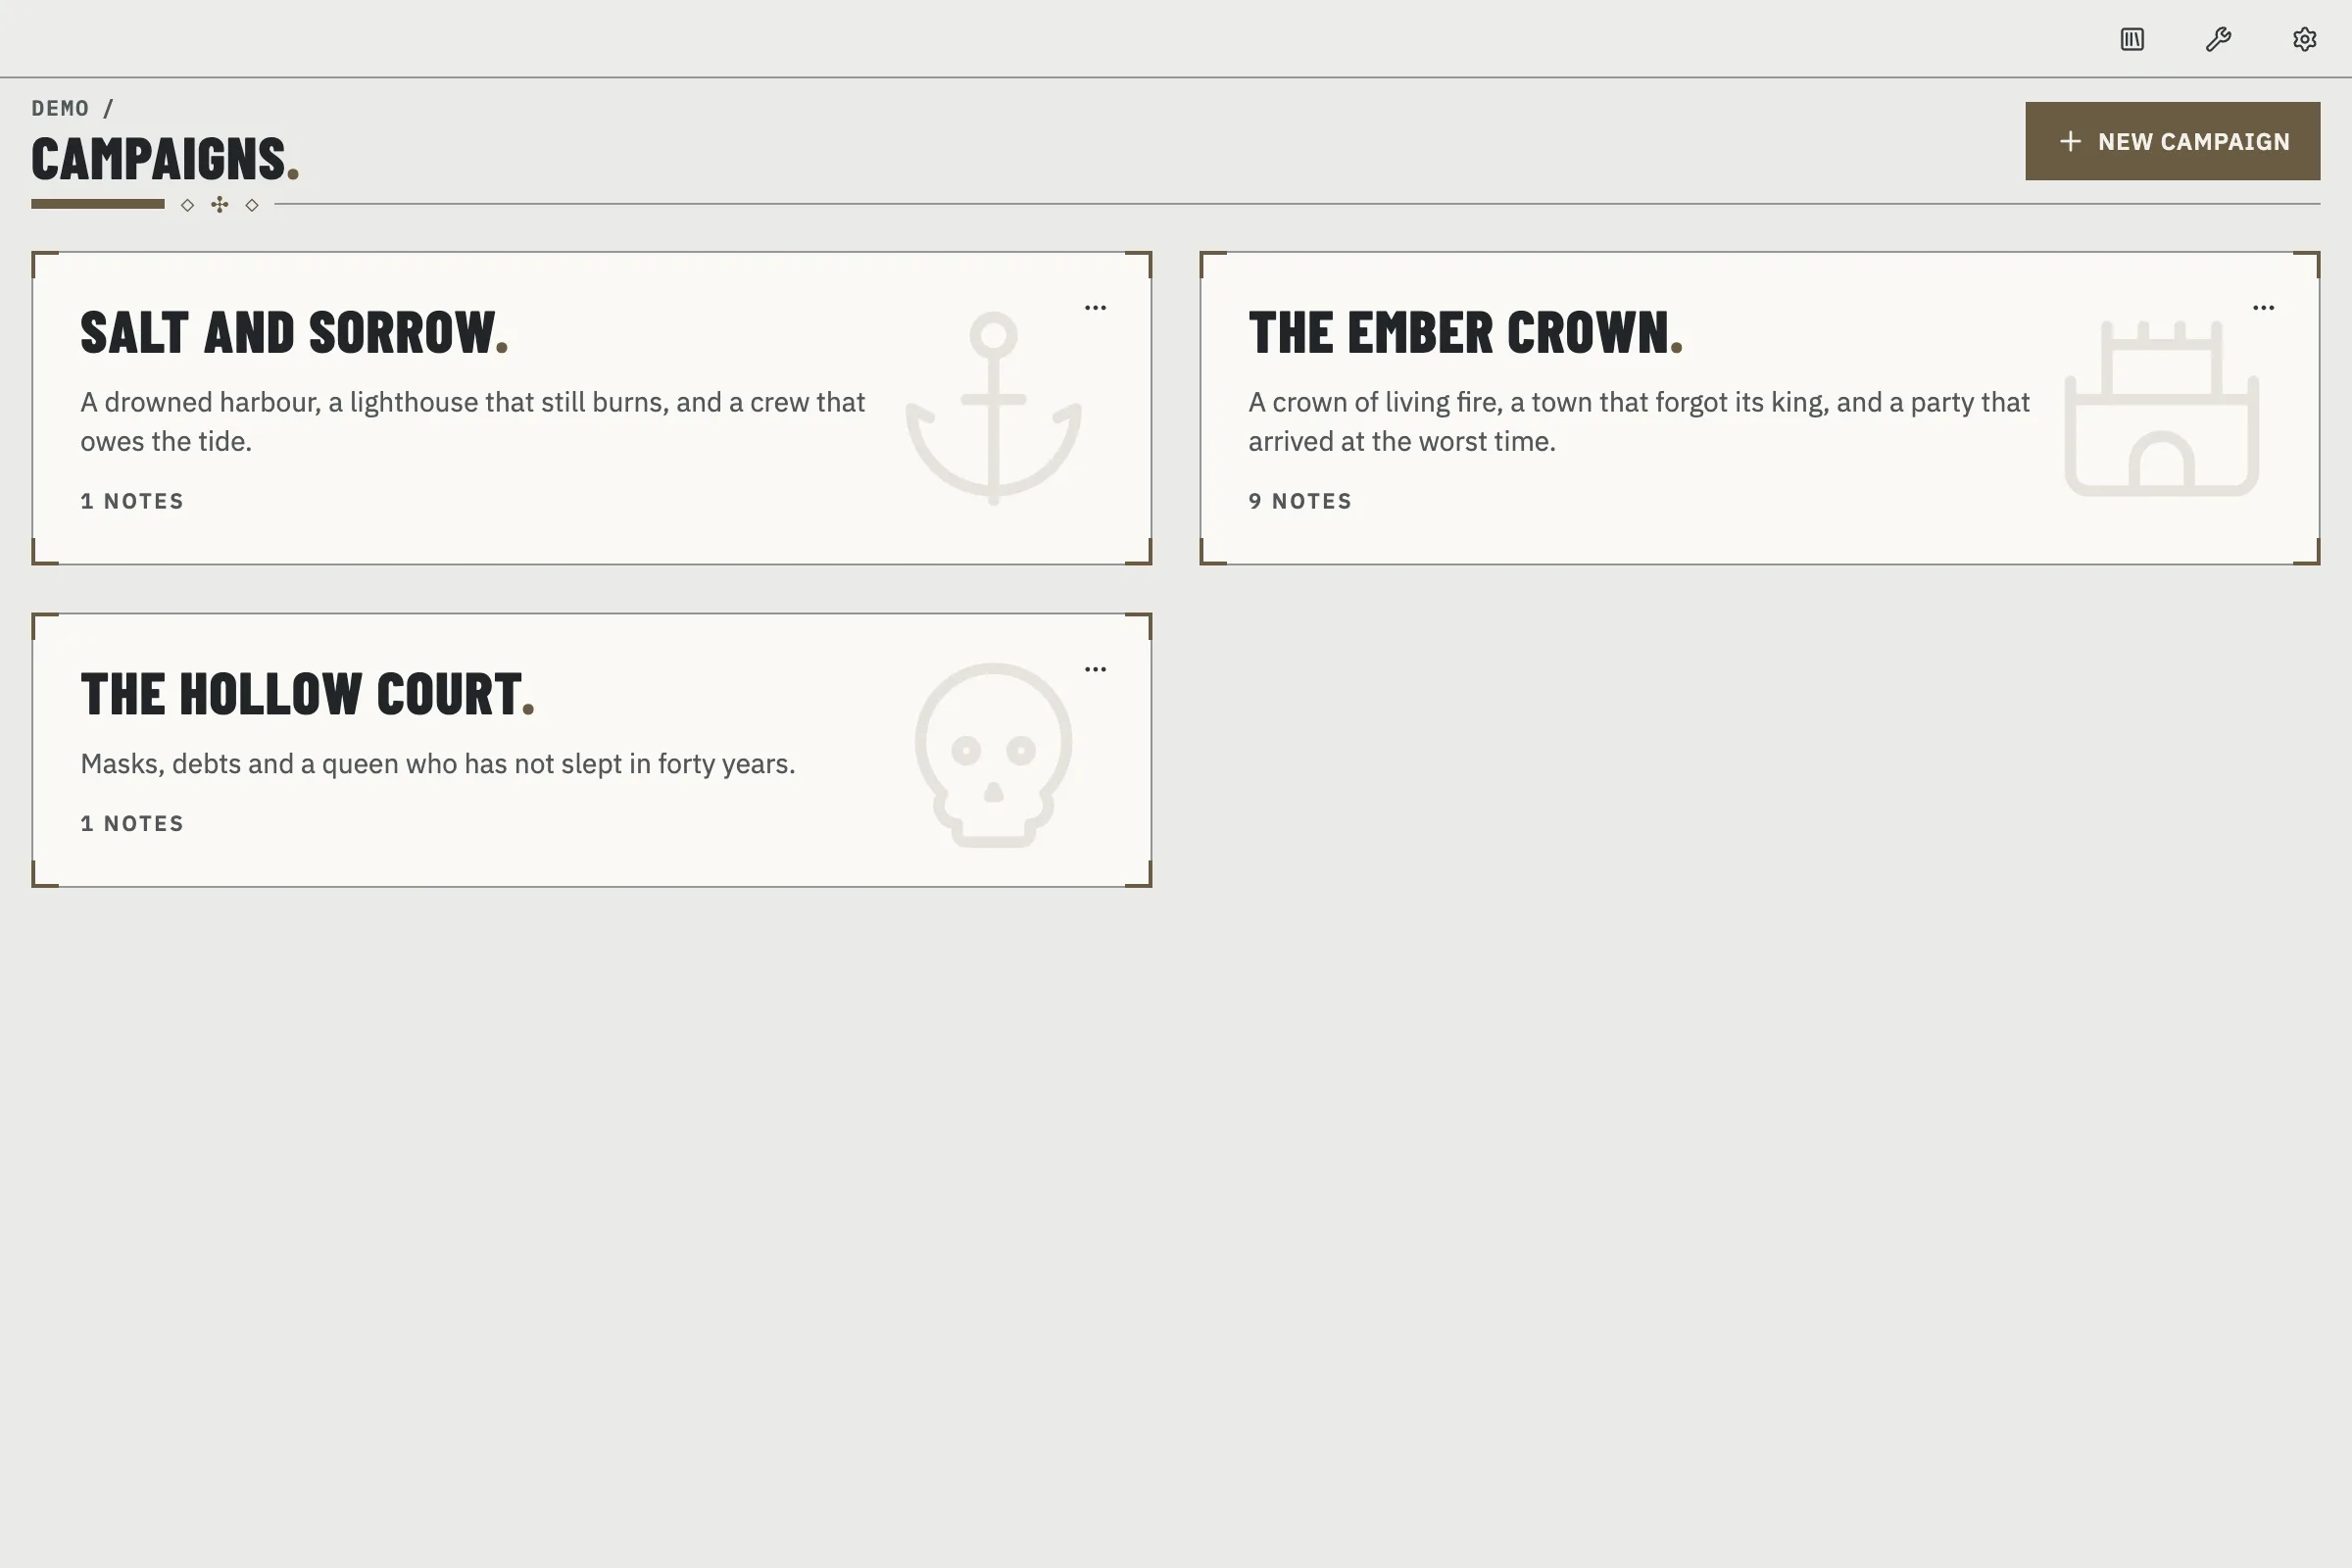 DEMO /
CAMPAIGNS.
NEW CAMPAIGN
SALT AND SORROW.
A drowned harbour, a lighthouse that still burns, and a crew that
owes the tide.
1 NOTES
THE EMBER CROWN.
A crown of living fire, a town that forgot its king, and a party that
arrived at the worst time.
9 NOTES
THE HOLLOW COURT.
Masks, debts and a queen who has not slept in forty years.
1 NOTES